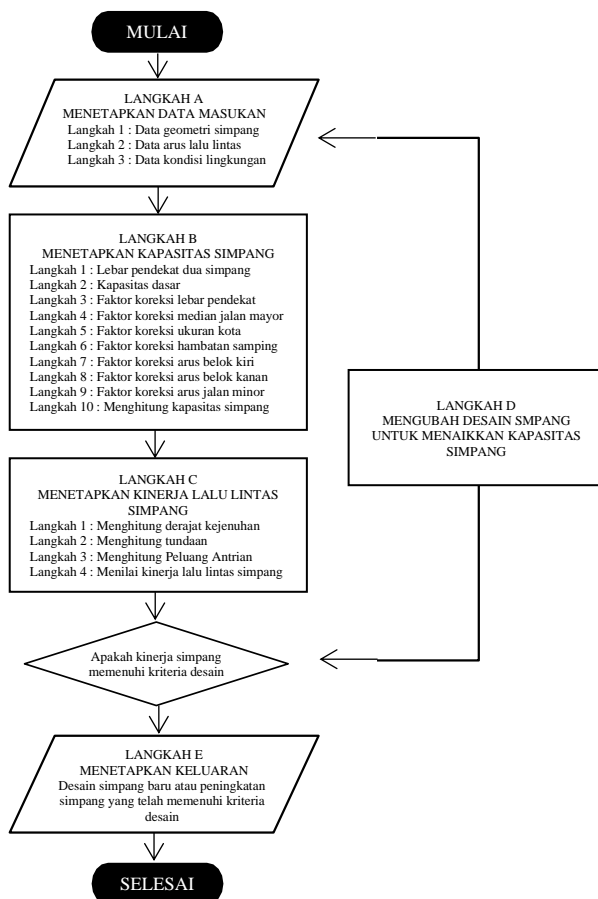 MULAI
LANGKAH A
MENETAPKAN DATA MASUKAN
Langkah 1 : Data geometri simpang
Langkah 2 : Data arus lalu lintas
Langkah 3 : Data kondisi lingkungan
LANGKAH B
MENETAPKAN KAPASITAS SIMPANG
Langkah 1 : Lebar pendekat dua simpang
Langkah 2 : Kapasitas dasar
Langkah 3 : Faktor koreksi lebar pendekat
Langkah 4 : Faktor koreksi median jalan mayor
Langkah 5 : Faktor koreksi ukuran kota
Langkah 6 : Faktor koreksi hambatan samping
Langkah 7 : Faktor koreksi arus belok kiri
Langkah 8 : Faktor koreksi arus belok kanan
Langkah 9 : Faktor koreksi arus jalan minor
Langkah 10 : Menghitung kapasitas simpang
LANGKAH D
MENGUBAH DESAIN SMPANG
UNTUK MENAIKKAN KAPASITAS
SIMPANG
LANGKAH C
MENETAPKAN KINERJA LALU LINTAS
SIMPANG
Langkah 1 : Menghitung derajat kejenuhan
Langkah 2 : Menghitung tundaan
Langkah 3 : Menghitung Peluang Antrian
Langkah 4 : Menilai kinerja lalu lintas simpang
Apakah kinerja simpang
memenuhi kriteria desain
LANGKAH E
MENETAPKAN KELUARAN
Desain simpang baru atau peningkatan
simpang yang telah memenuhi kriteria
desain
SELESAI